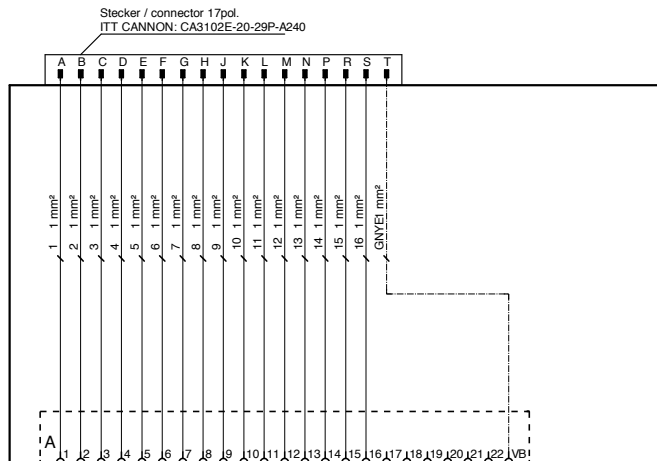 Stecker / connector 17pol.
ITT CANNON: CA3102E-20-29P-A240
A B C D E F G H J K L M N P R S T
1 1 mm²
2 1 mm²
3 1 mm²
4 1 mm²
5 1 mm²
6 1 mm²
7 1 mm²
8 1 mm²
9 1 mm²
10 1 mm²
11 1 mm²
12 1 mm²
13 1 mm²
14 1 mm²
15 1 mm²
16 1 mm²
GNYE1 mm²
A
1 2 3 4 5 6 7 8 9 10 11 12 13 14 15 16 17 18 19 20 21 22 VB